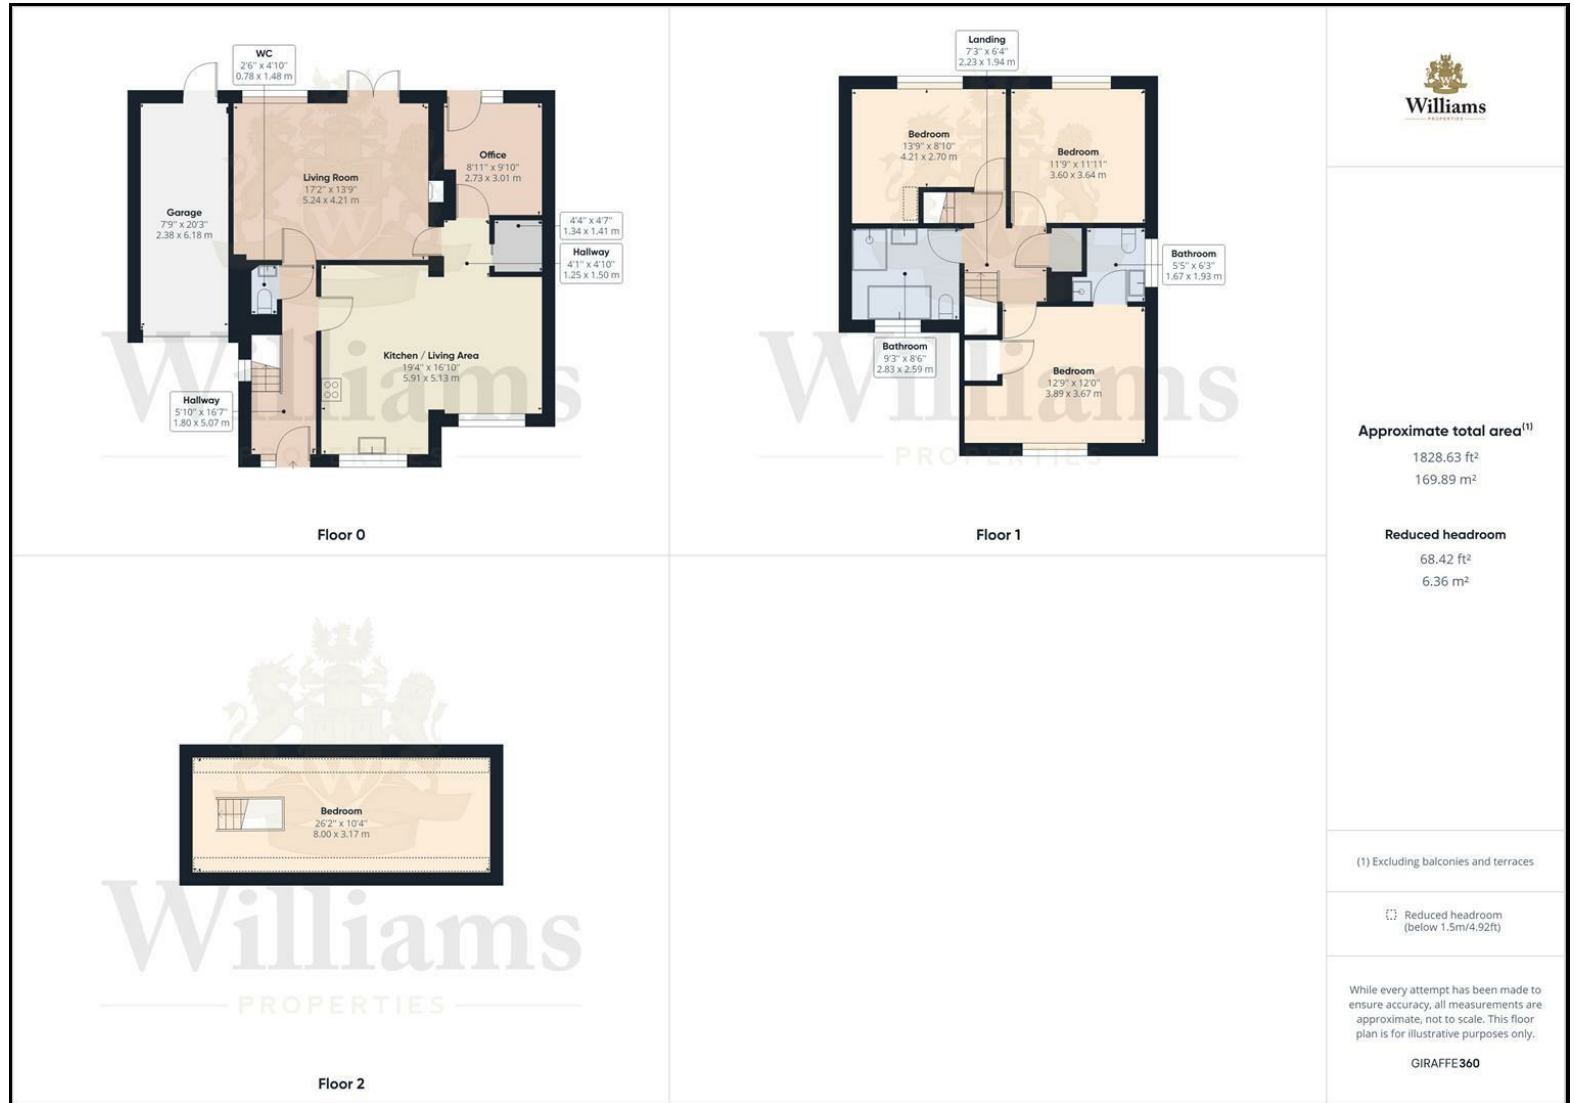 WC
2'6" x 4'10"
0.78 x 1.48 m
Living Room
17'2" x 13'9"
5.24 x 4.21 m
Office
8'11" x 9'10"
2.73 x 3.01 m
Garage
7'9" x 20'3"
2.38 x 6.18 m
4'4" x 4'7"
1.34 x 1.41 m
Hallway
4'1" x 4'10"
1.25 x 1.50 m
Kitchen / Living Area
19'4" x 16'10"
5.91 x 5.13 m
Hallway
5'10" x 16'7"
1.80 x 5.07 m
Williams
Floor 0
Landing
7'3" x 6'4"
2.23 x 1.94 m
Bedroom
13'9" x 8'10"
4.21 x 2.70 m
Bedroom
11'9" x 11'11"
3.60 x 3.64 m
Bathroom
5'5" x 6'3"
1.67 x 1.93 m
Bathroom
9'3" x 8'6"
2.83 x 2.59 m
Bedroom
12'9" x 12'0"
3.89 x 3.67 m
Williams
PROPERTIES
Floor 1
Bedroom
26'2" x 10'4"
8.00 x 3.17 m
Williams
PROPERTIES
Floor 2
Williams
PROPERTIES
Approximate total area(1)
1828.63 ft²
169.89 m²
Reduced headroom
68.42 ft²
6.36 m²
(1) Excluding balconies and terraces
Reduced headroom
(below 1.5m/4.92ft)
While every attempt has been made to
ensure accuracy, all measurements are
approximate, not to scale. This floor
plan is for illustrative purposes only.
GIRAFFE360